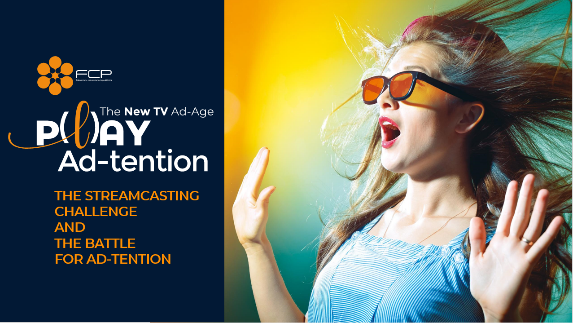 FCP
The New TV Ad-Age
P(l)AY
Ad-tention
THE STREAMCASTING
CHALLENGE
AND
THE BATTLE
FOR AD-TENTION